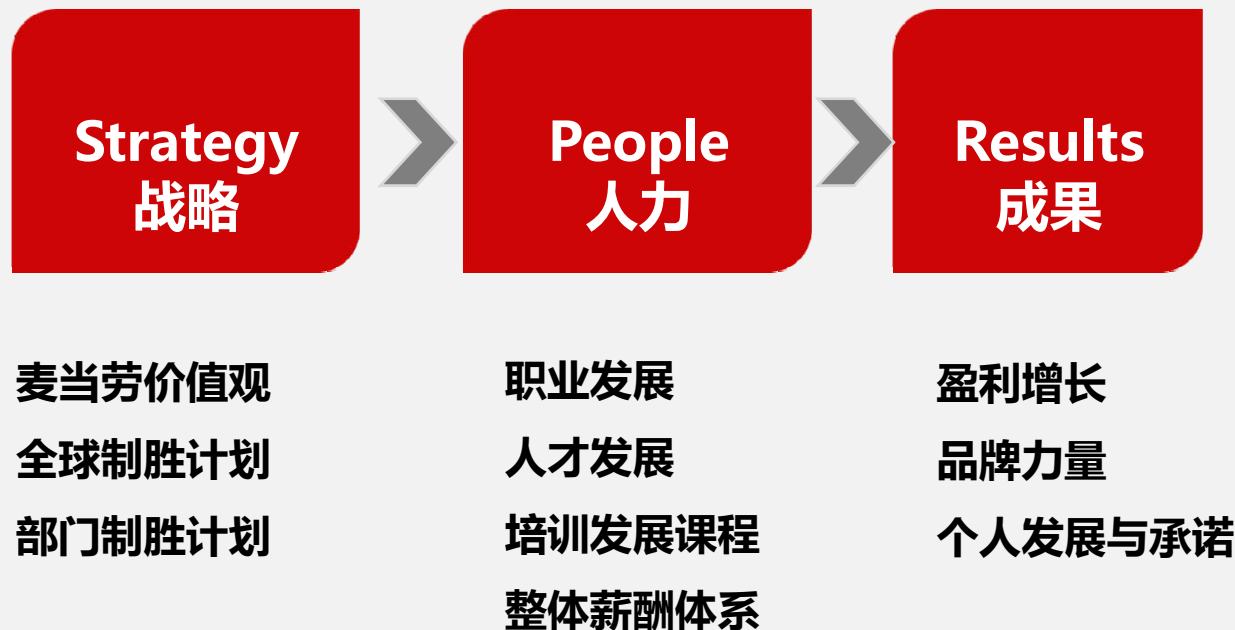 Strategy
战略
People
人力
Results
成果
麦当劳价值观
全球制胜计划
部门制胜计划
职业发展
人才发展
培训发展课程
整体薪酬体系
盈利增长
品牌力量
个人发展与承诺